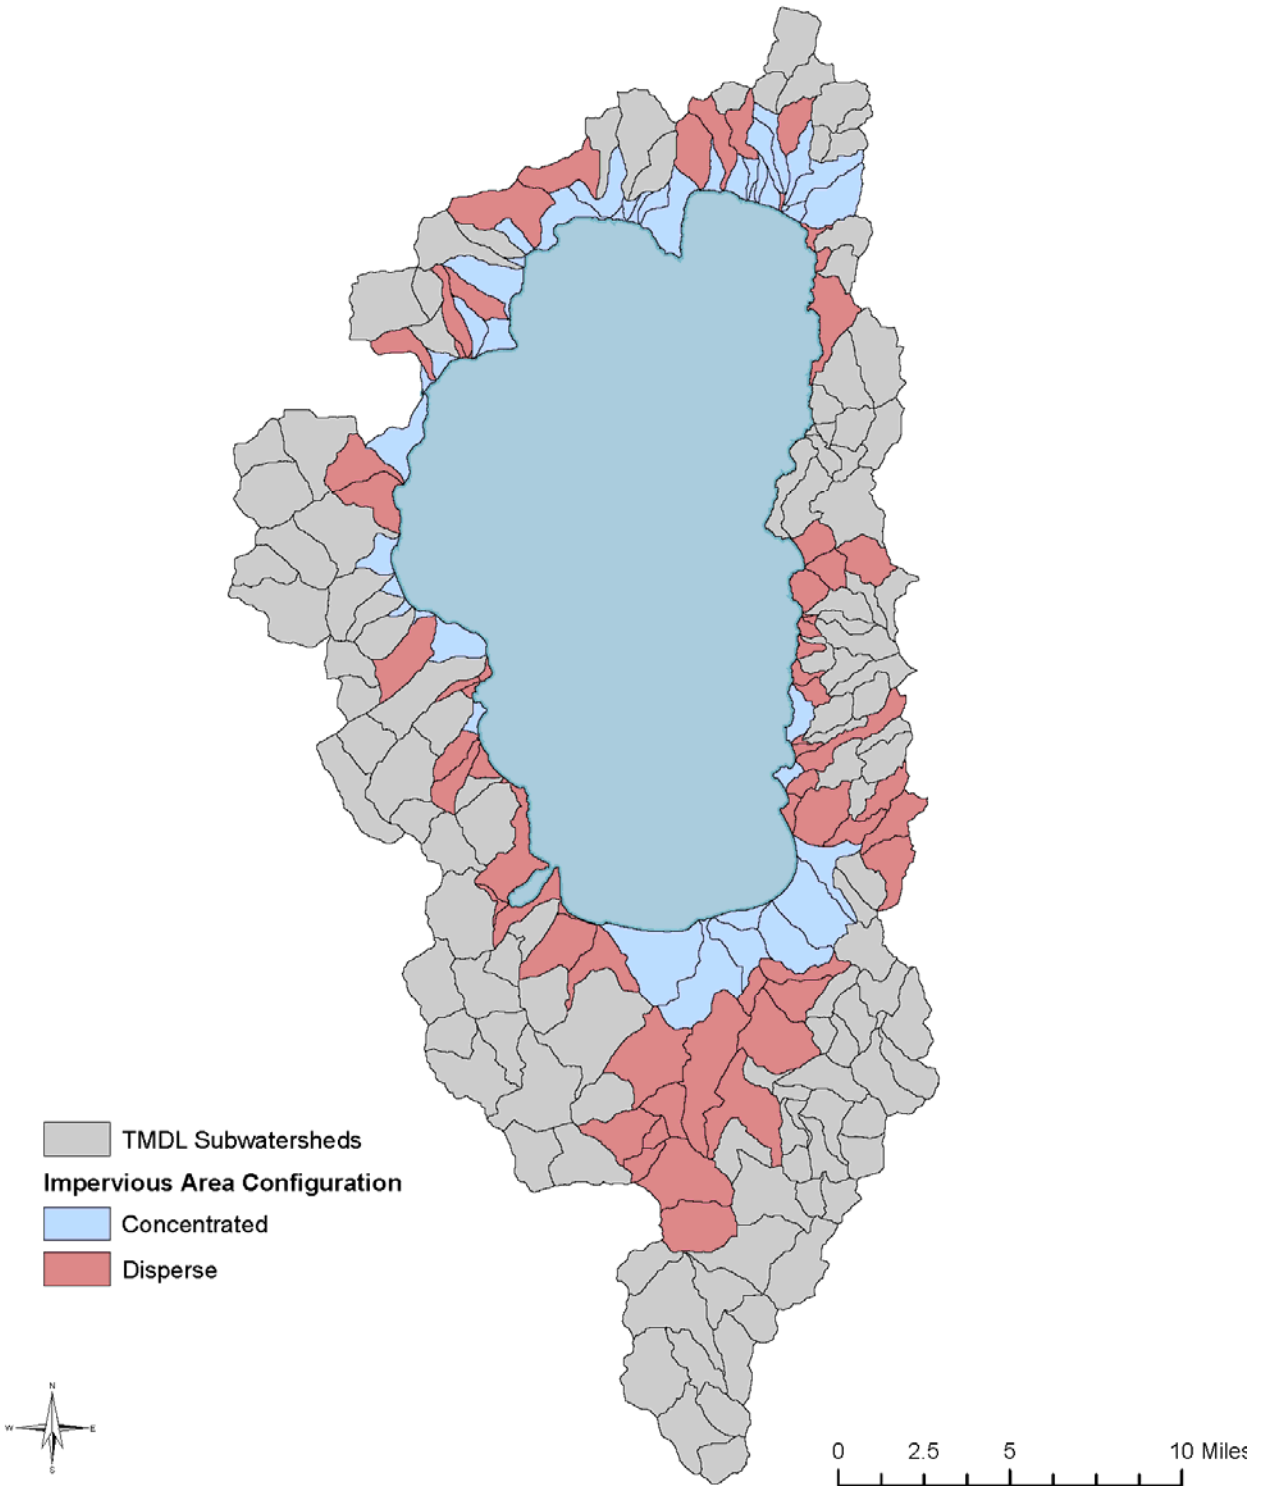 TMDL Subwatersheds
Impervious Area Configuration
Concentrated
Disperse
N
W E
S
0 2.5 5 10 Miles